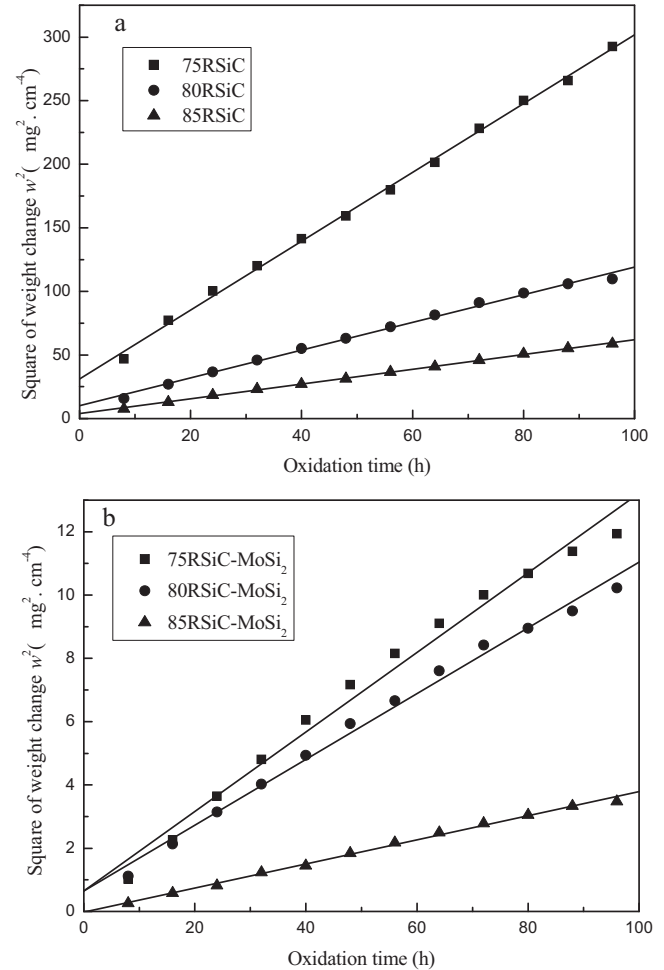 a
300
250
200
150
100
50
0
75RSiC
80RSiC
85RSiC
Square of weight change w²( mg². cm⁻⁴)
0 20 40 60 80 100
Oxidation time (h)
b
12
10
8
6
4
2
0
75RSiC-MoSi₂
80RSiC-MoSi₂
85RSiC-MoSi₂
Square of weight change w²( mg². cm⁻⁴)
0 20 40 60 80 100
Oxidation time (h)